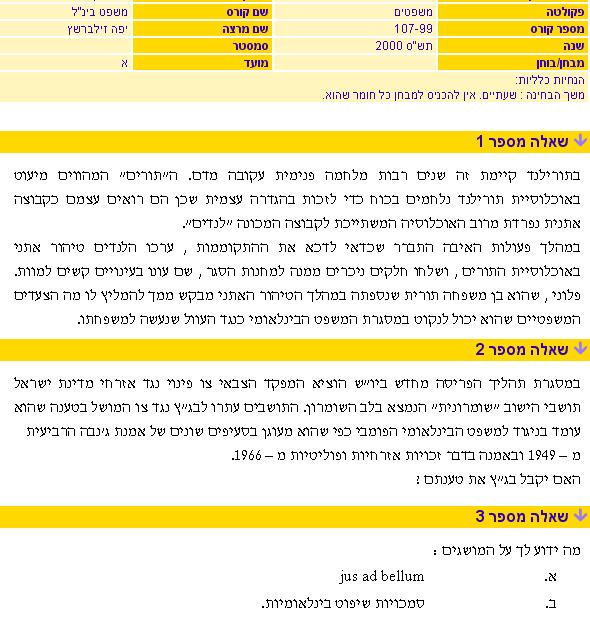 פקולטה משפטים שם קורס משפט בינ"ל
מספר קורס 107-99 שם מרצה יפה זילברשץ
שנה תש"ס 2000 סמסטר
מבחן/בוחן מועד א
הנחיות כלליות:
משך הבחינה : שעתיים. אין להכניס למבחן כל חומר שהוא.
שאלה מספר 1
בתורילנד קיימת זה שנים רבות מלחמה פנימית עקובה מדם. ה"תורים" המהווים מיעוט
באוכלוסיית תורילנד נלחמים בכוח כדי לזכות בהגדרה עצמית שכן הם רואים עצמם כקבוצה
אתנית נפרדת מרוב האוכלוסיה המשתייכת לקבוצה המכונה "לנדים".
במהלך פעולות האיבה התברר שכדאי לדכא את ההתקוממות , ערכו הלנדים טיהור אתני
באוכלוסיית התורים , ושלחו חלקים ניכרים ממנה למחנות הסגר , שם עונו בעינויים קשים למוות.
פלוני , שהוא בן משפחה תורית שנספתה במהלך הטיהור האתני מבקש ממך להמליץ לו מה הצעדים
המשפטיים שהוא יכול לנקוט במסגרת המשפט הבינלאומי כנגד העוול שנעשה למשפחתו.
שאלה מספר 2
במסגרת תהליך הפריסה מחדש ביו"ש הוציא המפקד הצבאי צו פינוי נגד אזרחי מדינת ישראל
תושבי הישוב "שומרונית" הנמצא בלב השומרון. התושבים עתרו לבג"ץ נגד צו המושל בטענה שהוא
עומד בניגוד למשפט הבינלאומי הפומבי כפי שהוא מעוגן בסעיפים שונים של אמנת ג'נבה הרביעית
מ – 1949 ובאמנה בדבר זכויות אזרחיות ופוליטיות מ – 1966.
האם יקבל בג"ץ את טענתם ?
שאלה מספר 3
מה ידוע לך על המושגים :
א. jus ad bellum
ב. סמכויות שיפוט בינלאומיות.